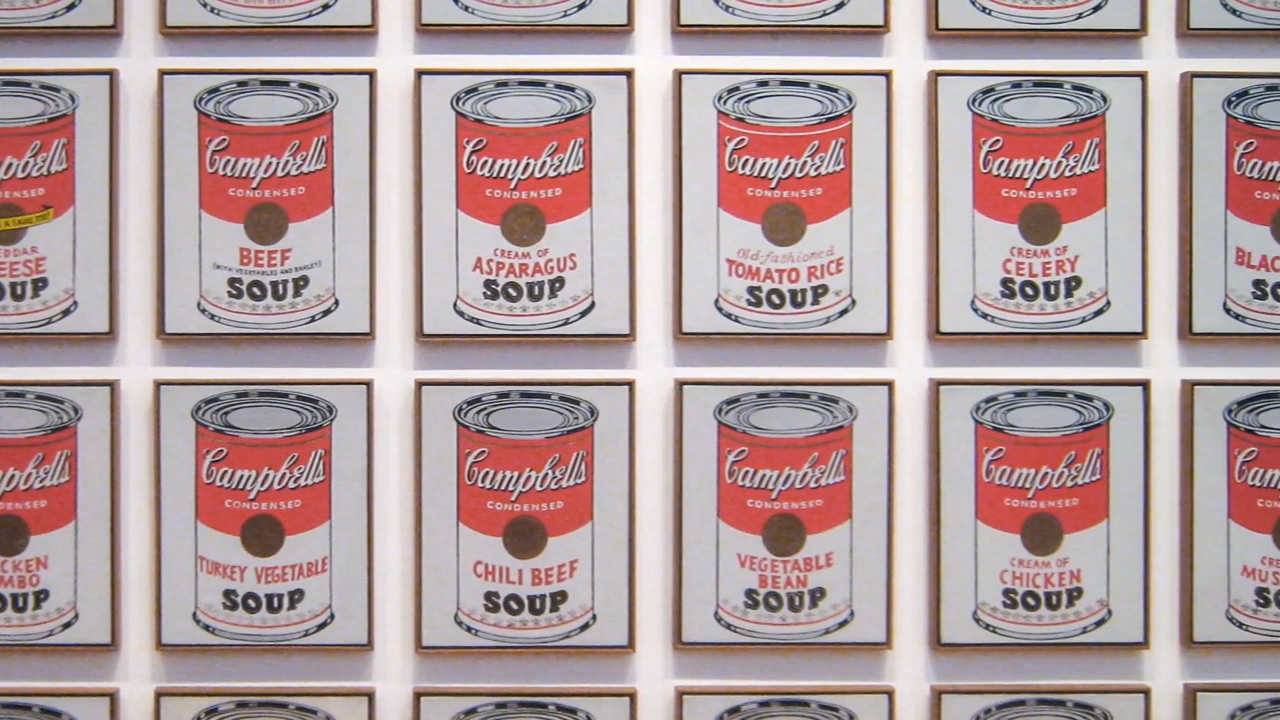 Campbell's
CONDENSED
BEEF
(WITH VEGETABLES AND BARLEY)
SOUP
Campbell's
CONDENSED
CREAM OF
ASPARAGUS
SOUP
Campbell's
CONDENSED
Old-fashioned
TOMATO RICE
SOUP
Campbell's
CONDENSED
CREAM OF
CELERY
SOUP
Campbell's
CONDENSED
TURKEY VEGETABLE
SOUP
Campbell's
CONDENSED
CHILI BEEF
SOUP
Campbell's
CONDENSED
VEGETABLE
BEAN
SOUP
Campbell's
CONDENSED
CREAM OF
CHICKEN
SOUP